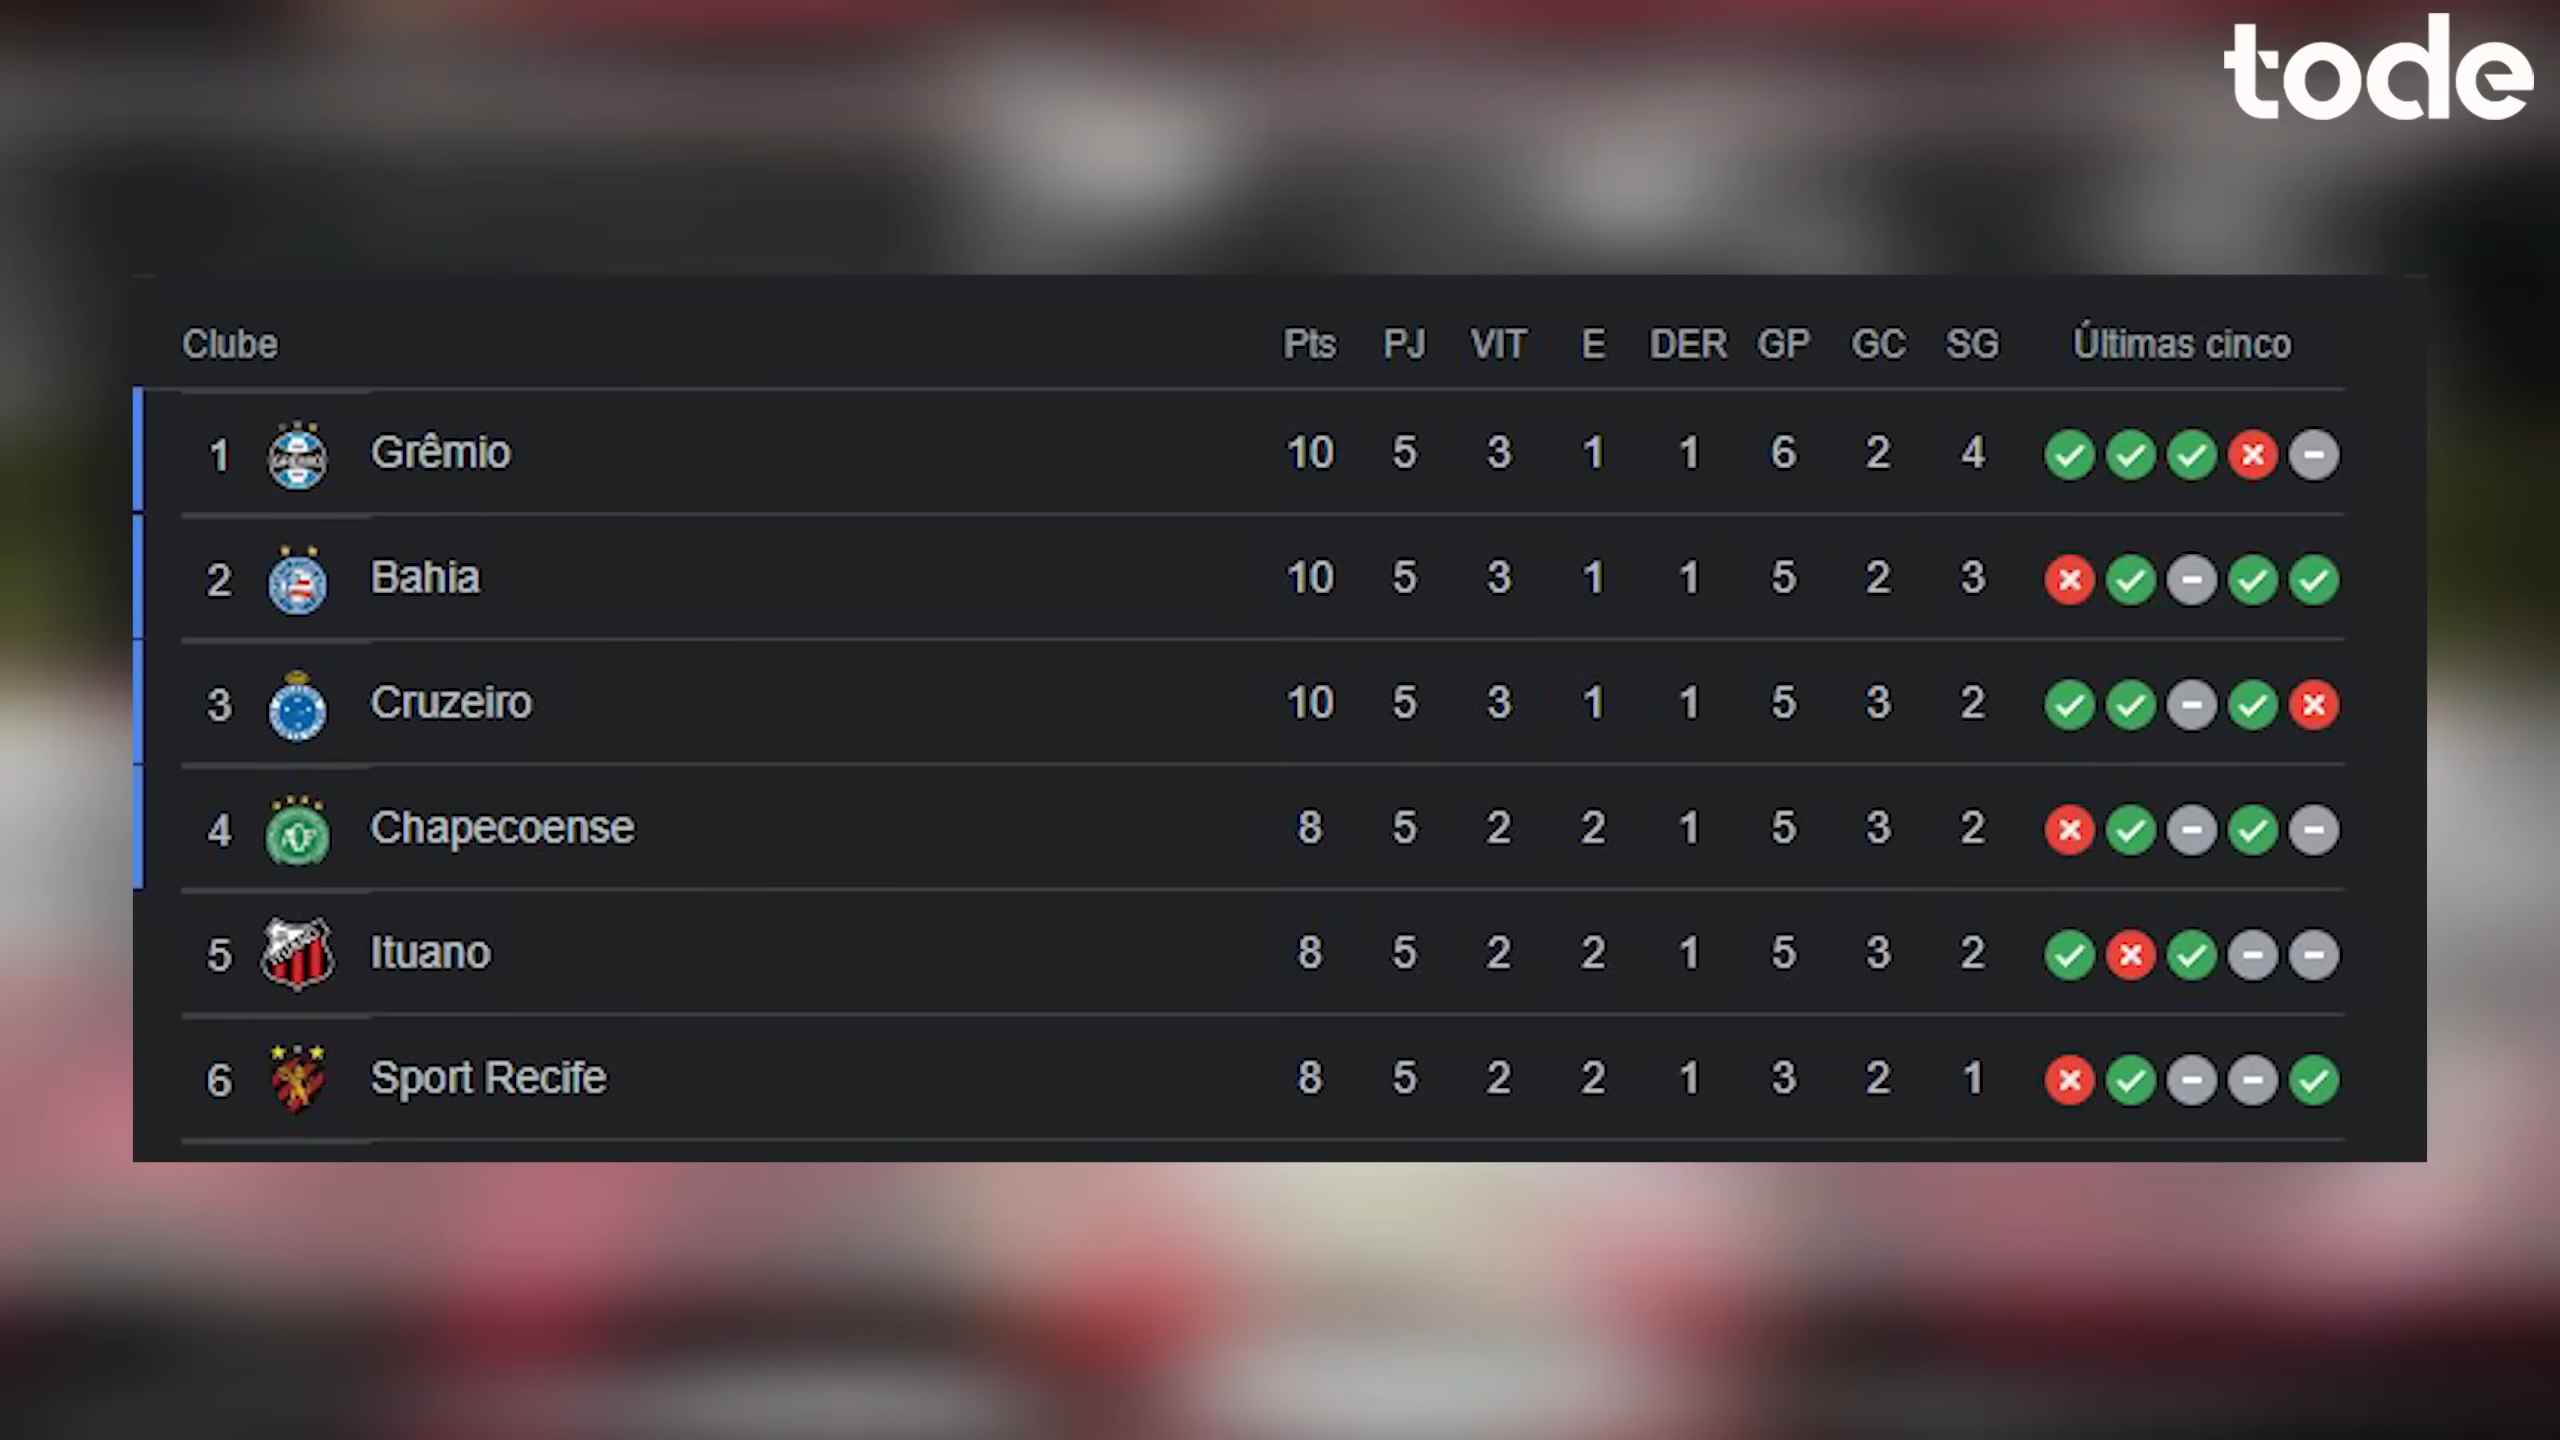 tode
Clube Pts PJ VIT E DER GP GC SG Últimas cinco
1 Grêmio 10 5 3 1 1 6 2 4
2 Bahia 10 5 3 1 1 5 2 3
3 Cruzeiro 10 5 3 1 1 5 3 2
4 Chapecoense 8 5 2 2 1 5 3 2
5 Ituano 8 5 2 2 1 5 3 2
6 Sport Recife 8 5 2 2 1 3 2 1